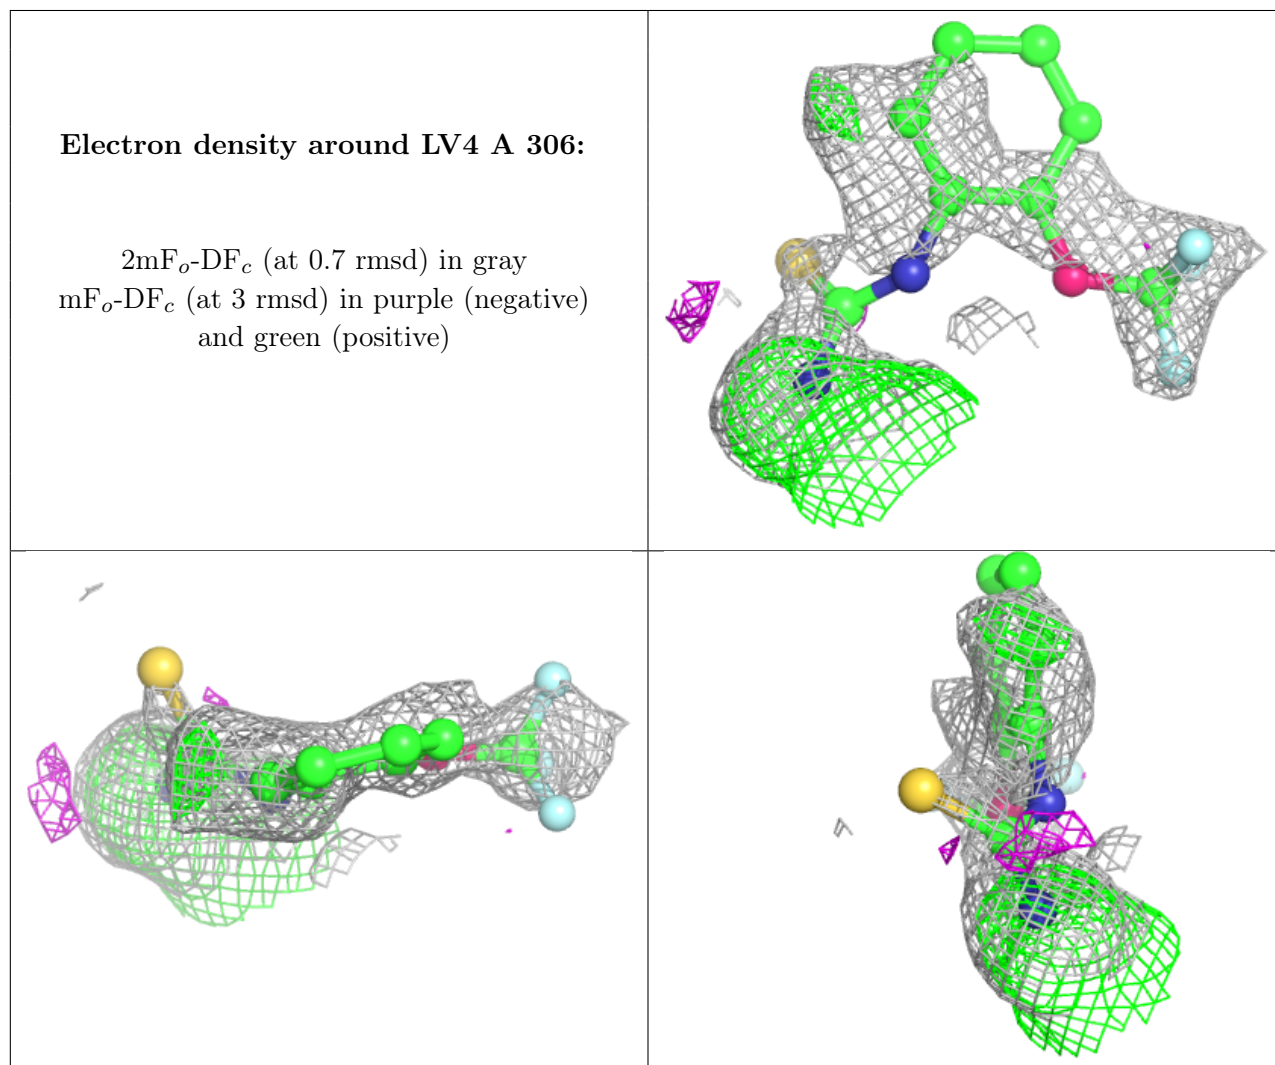 Electron density around LV4 A 306:
2mFₒ-DF𝑐 (at 0.7 rmsd) in gray
mFₒ-DF𝑐 (at 3 rmsd) in purple (negative)
and green (positive)